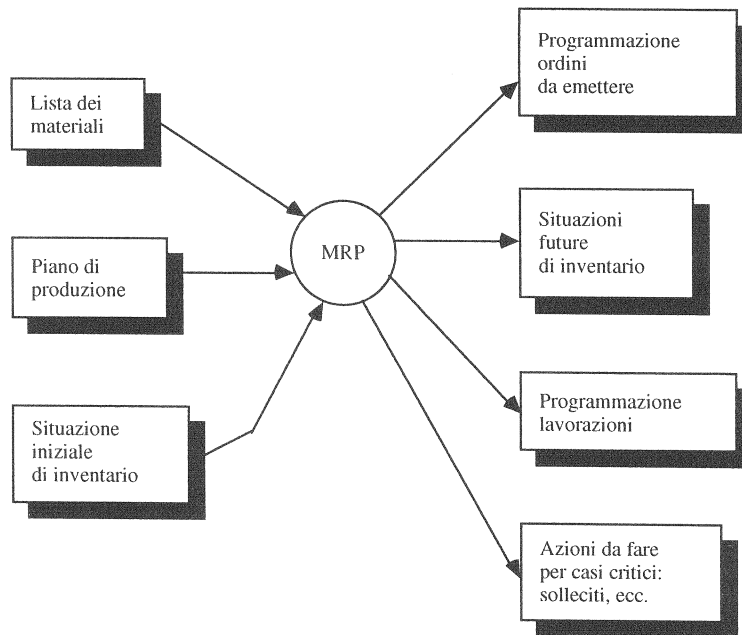 Lista dei
materiali
Piano di
produzione
Situazione
iniziale
di inventario
MRP
Programmazione
ordini
da emettere
Situazioni
future
di inventario
Programmazione
lavorazioni
Azioni da fare
per casi critici:
solleciti, ecc.